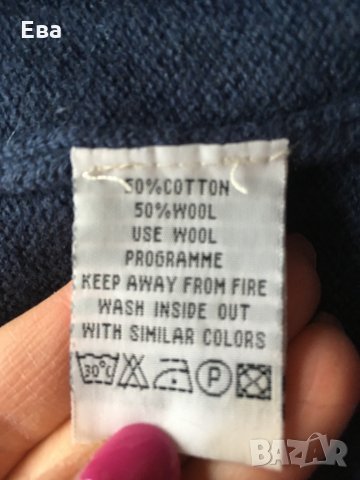 Ева
50%COTTON
50%WOOL
USE WOOL
PROGRAMME
KEEP AWAY FROM FIRE
WASH INSIDE OUT
WITH SIMILAR COLORS
30°C P
BAZAR